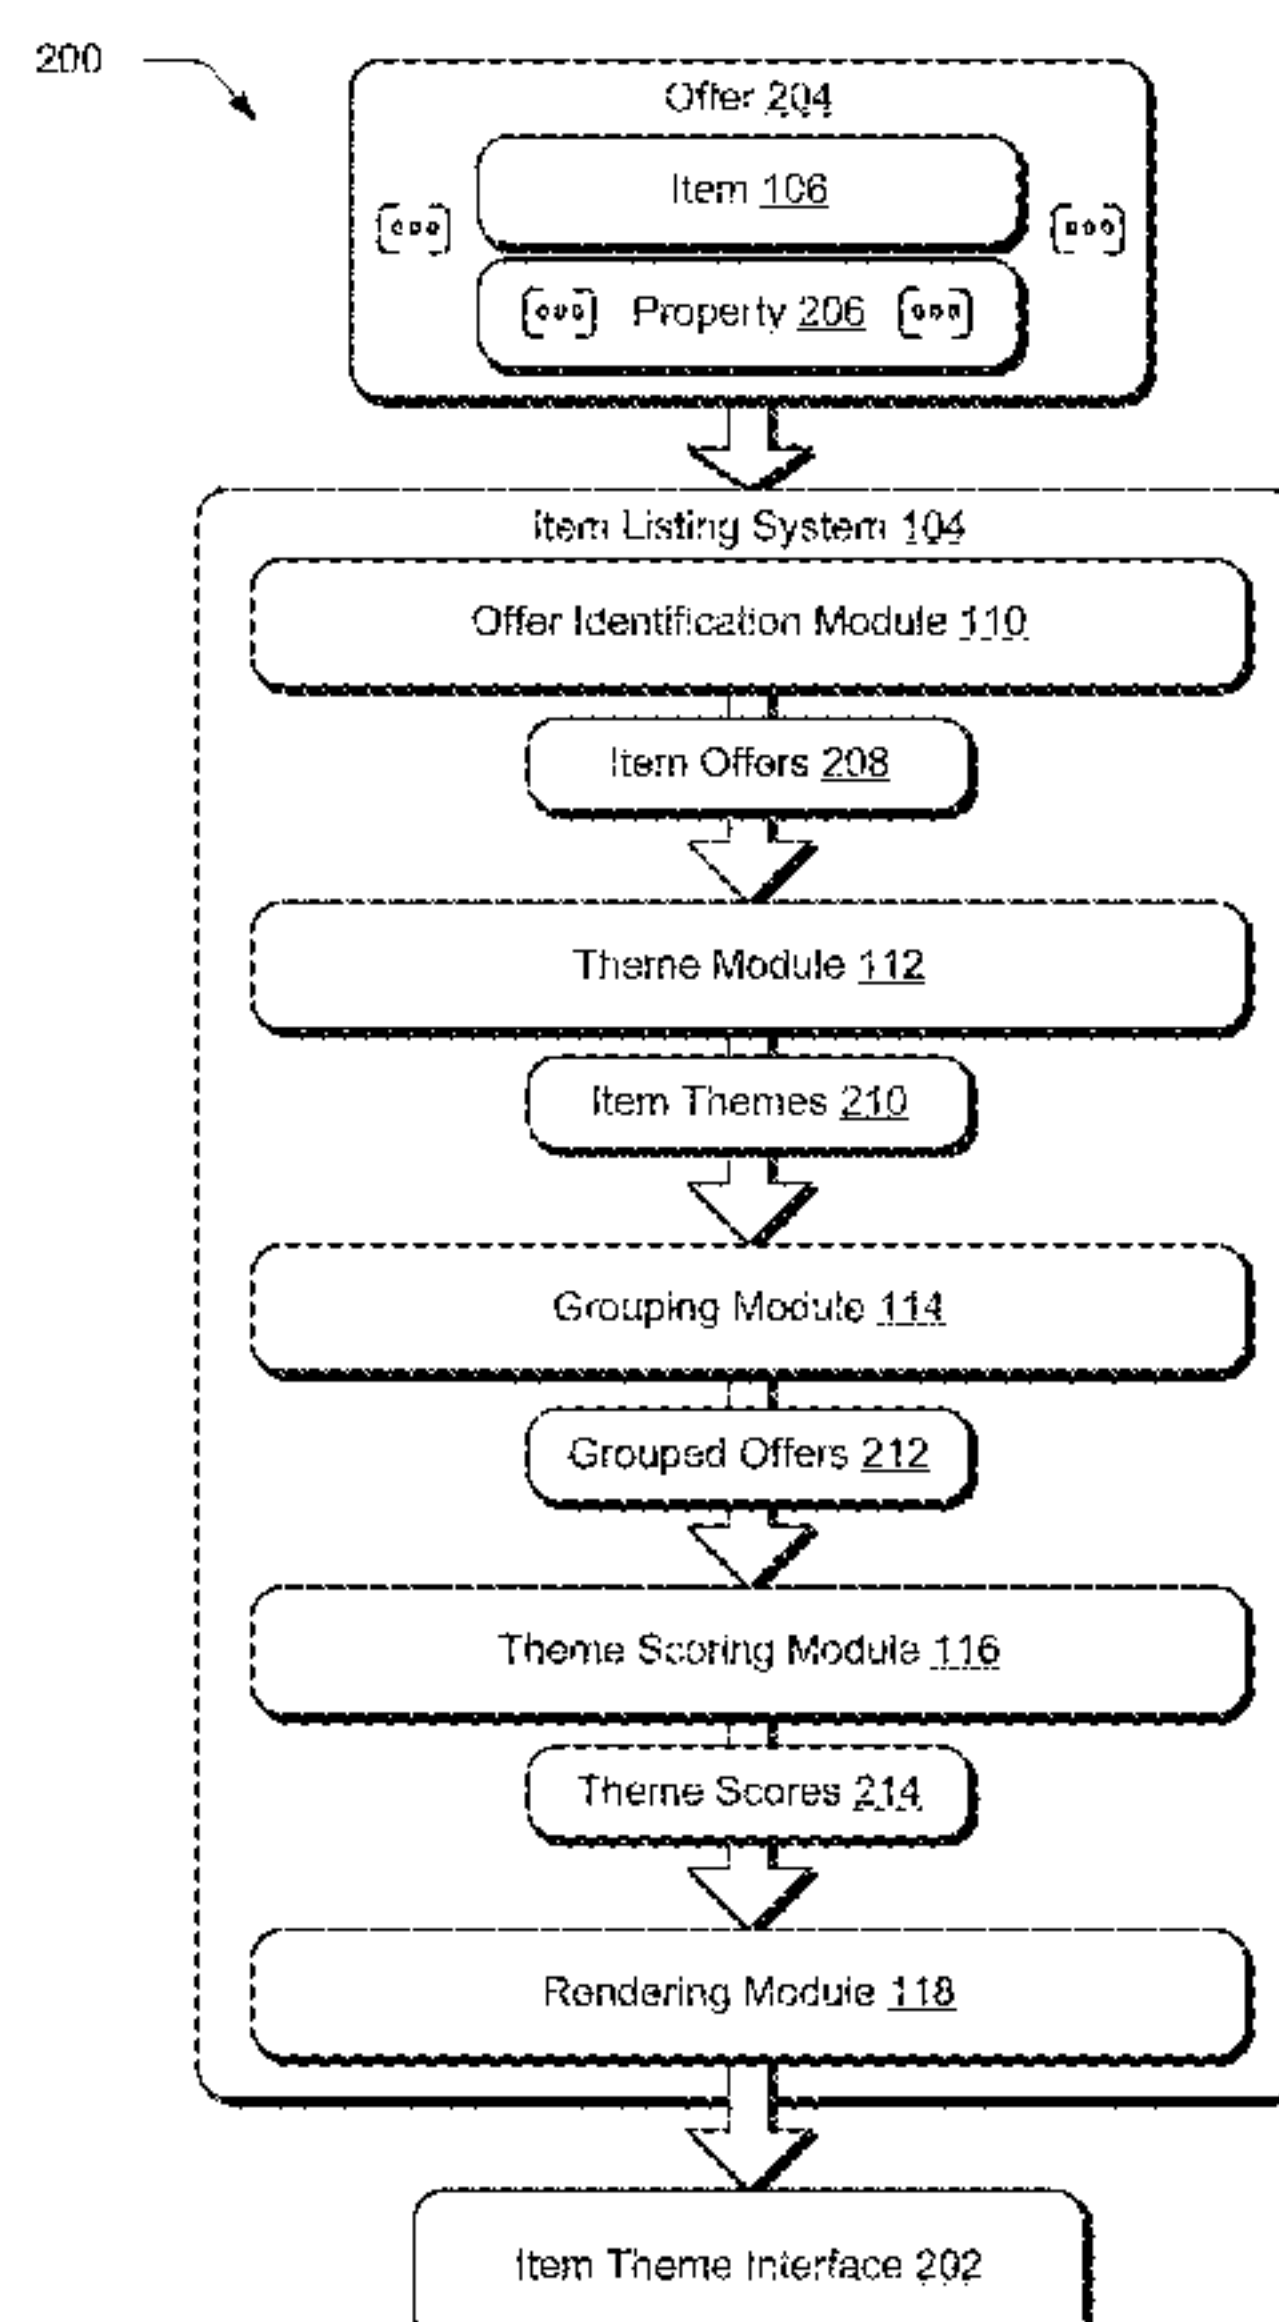 200
Offer 204
Item 106
Property 206
Item Listing System 104
Offer Identification Module 110
Item Offers 208
Theme Module 112
Item Themes 210
Grouping Module 114
Grouped Offers 212
Theme Scoring Module 116
Theme Scores 214
Rendering Module 118
Item Theme Interface 202